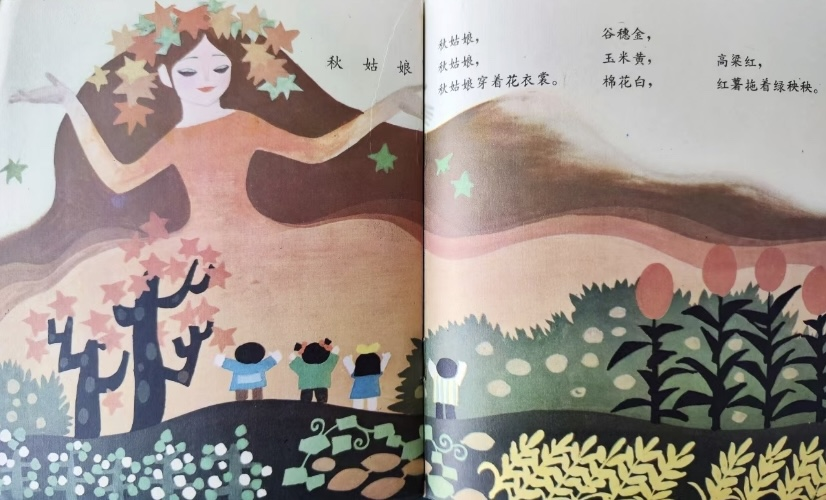 秋姑娘
秋姑娘，
秋姑娘，
秋姑娘穿着花衣裳。
谷穗金，
玉米黄，
棉花白，
高梁红，
红薯拖着绿秧秧。